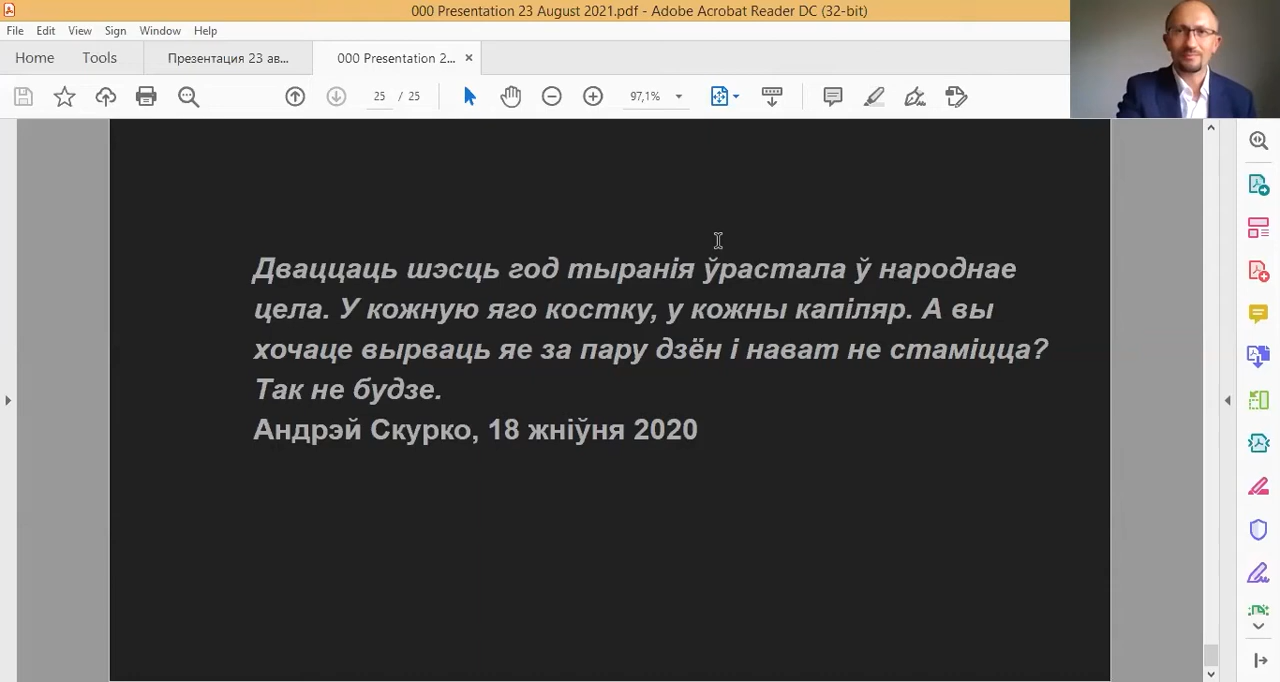 000 Presentation 23 August 2021.pdf - Adobe Acrobat Reader DC (32-bit)
File Edit View Sign Window Help
Home Tools Презентация 23 ав... 000 Presentation 2... ×
25 / 25 97,1%
Дваццаць шэсць год тыранія ўрастала ў народнае
цела. У кожную яго костку, у кожны капіляр. А вы
хочаце вырваць яе за пару дзён і нават не стаміцца?
Так не будзе.
Андрэй Скурко, 18 жніўня 2020